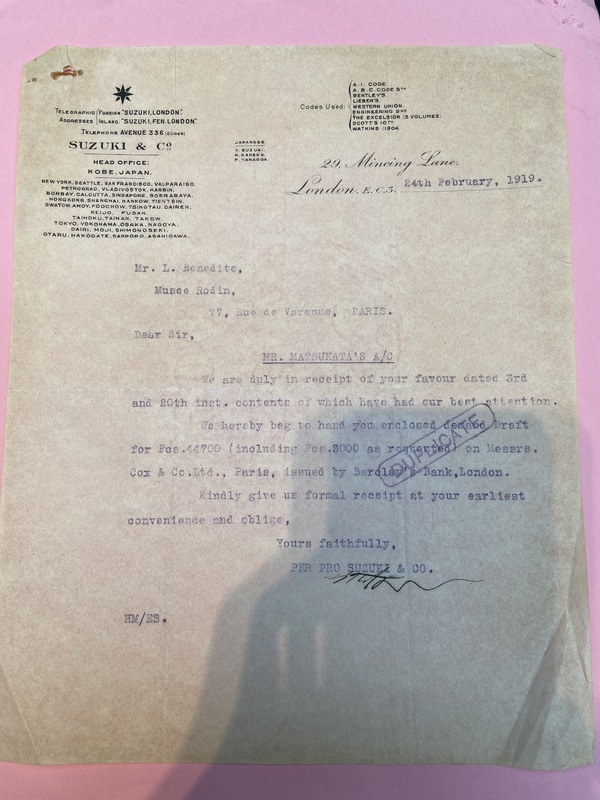 TELEGRAPHIC ADDRESSES
FOREIGN. "SUZUKI, LONDON."
INLAND. "SUZUKI, FEN, LONDON."
TELEPHONE AVENUE 336 (2 LINES)
SUZUKI & Co
HEAD OFFICE:
KOBE, JAPAN.
NEW YORK, SEATTLE, SAN FRANCISCO, VALPARAISO,
PETROGRAD, VLADIVOSTOK, HARBIN,
BOMBAY, CALCUTTA, SINGAPORE, SOERABAYA,
HONGKONG, SHANGHAI, HANKOW, TIENTSIN,
SWATOW, AMOY, FOOCHOW, TSINGTAU, DAIREN,
KEIJO, FUSAN,
TAIHOKU, TAINAN, TAKOW,
TOKYO, YOKOHAMA, OSAKA, NAGOYA,
DAIRI, MOJI, SHIMONOSEKI,
OTARU, HAKODATE, SAPPORO, ASAHIGAWA.
JAPANESE.
Y. SUZUKI.
N. KANEKO.
F. YANAGIDA.
CODES USED:
A.I. CODE
A.B.C. CODE 5TH
BENTLEY'S
LIEBER'S
WESTERN UNION
ENGINEERING 2ND
THE EXCELSIOR (3 VOLUMES)
SCOTT'S 10TH
WATKINS (1904)
29, Mincing Lane.
London, E.C.3. 24th February, 1919.
Mr. L. Benedite,
Musee Rodin,
77, Rue de Varenne, PARIS.
Dear Sir,
MR. MATSUKATA'S A/C
We are duly in receipt of your favour dated 3rd
and 20th inst. contents of which have had our best attention.
We hereby beg to hand you enclosed demand Draft
for Fcs.44700 (including Fcs.3000 as requested) on Messrs.
Cox & Co.Ltd., Paris, issued by Barclay's Bank,London.
DUPLICATE
Kindly give us formal receipt at your earliest
convenience and oblige,
Yours faithfully,
PER PRO SUZUKI & CO.
HM/ES.